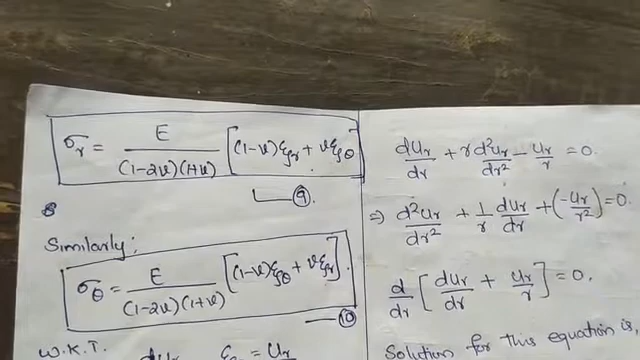 σr = E / (1-2ν)(1+ν) [(1-ν)εr + νεθ]
— ⑨
Similarly;
σθ = E / (1-2ν)(1+ν) [(1-ν)εθ + νεr].
— ⑩
W.K.T.
= ur
dur/dr + r d²ur/dr² - ur/r = 0.
⇒ d²ur/dr² + 1/r dur/dr + (-ur/r²) = 0.
d/dr [dur/dr + ur/r] = 0.
Solution for this equation is,